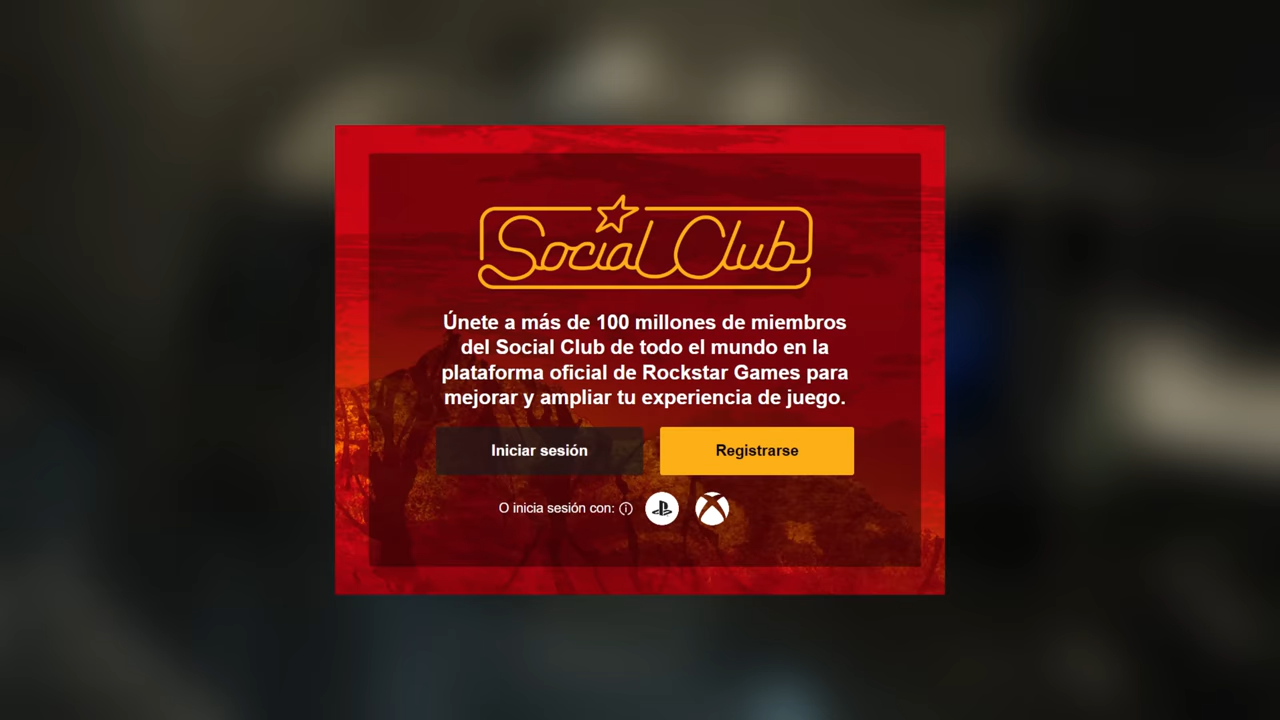 Social Club
Únete a más de 100 millones de miembros
del Social Club de todo el mundo en la
plataforma oficial de Rockstar Games para
mejorar y ampliar tu experiencia de juego.
Iniciar sesión
Registrarse
O inicia sesión con: